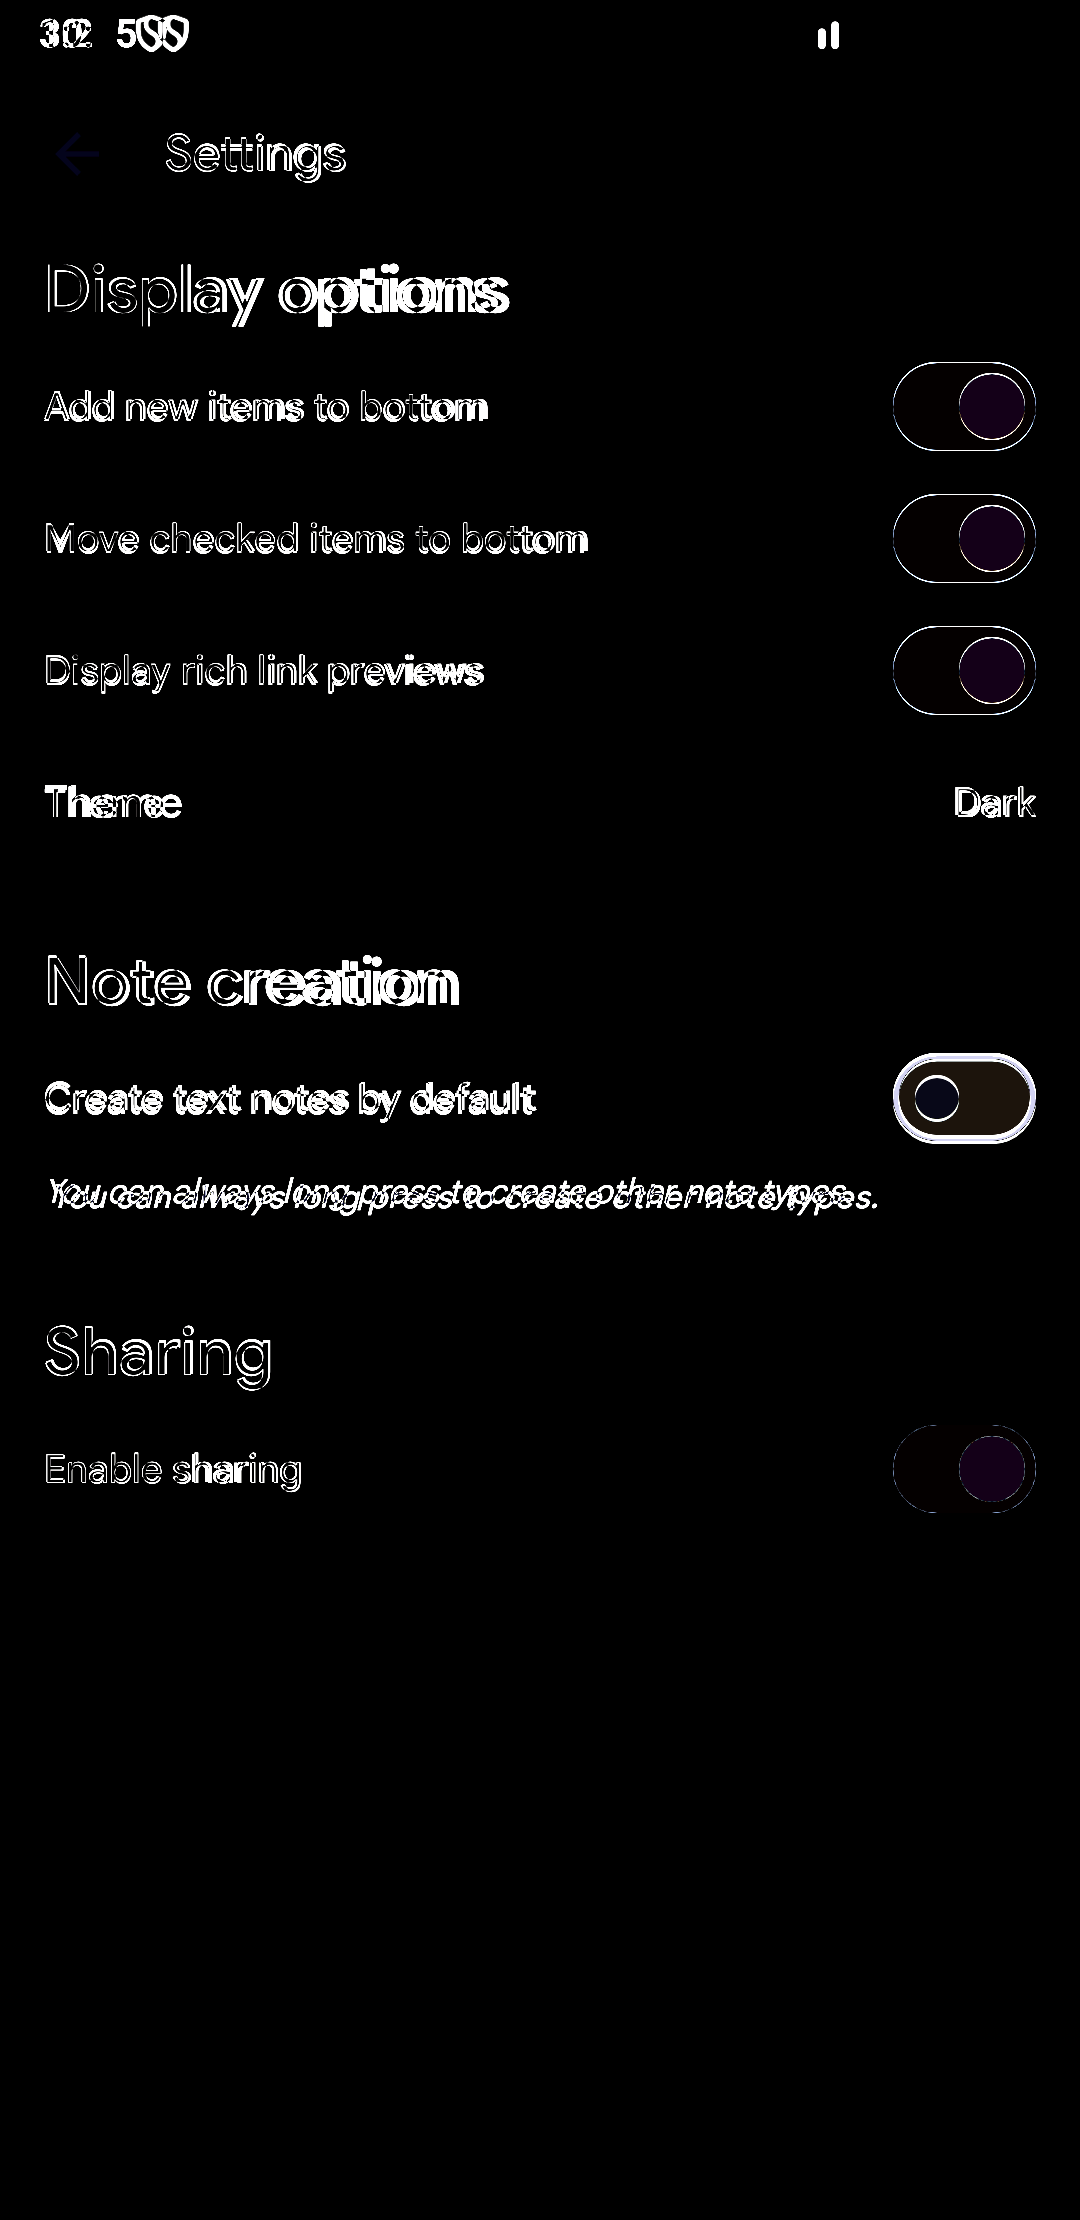 Settings
Display options
Add new items to bottom
Move checked items to bottom
Display rich link previews
Theme Dark
Note creation
Create text notes by default
You can always long press to create other note types.
Sharing
Enable sharing